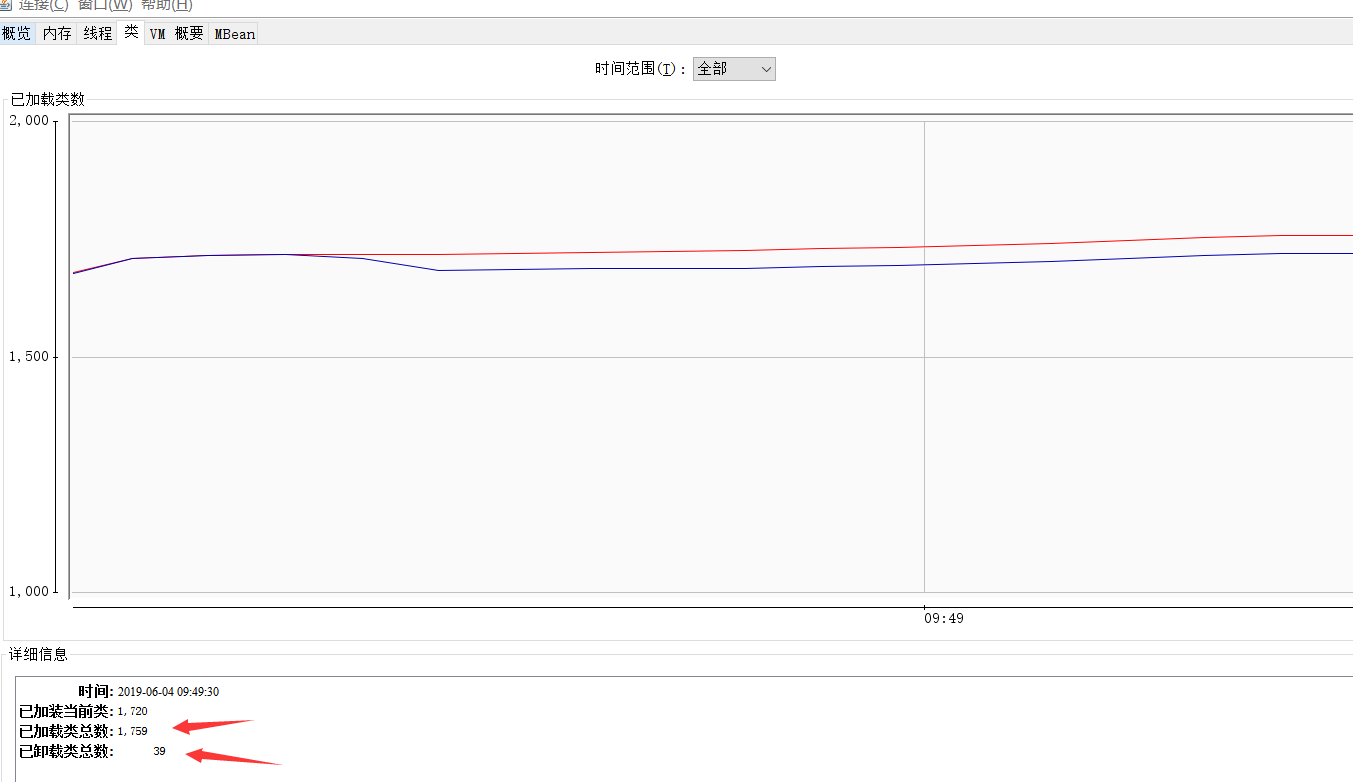 连接(C) 窗口(W) 帮助(H)
概览 内存 线程 类 VM 概要 MBean
时间范围(T)： 全部
已加载类数
2,000
1,500
1,000
09:49
详细信息
时间: 2019-06-04 09:49:30
已加装当前类: 1,720
已加载类总数: 1,759
已卸载类总数: 39